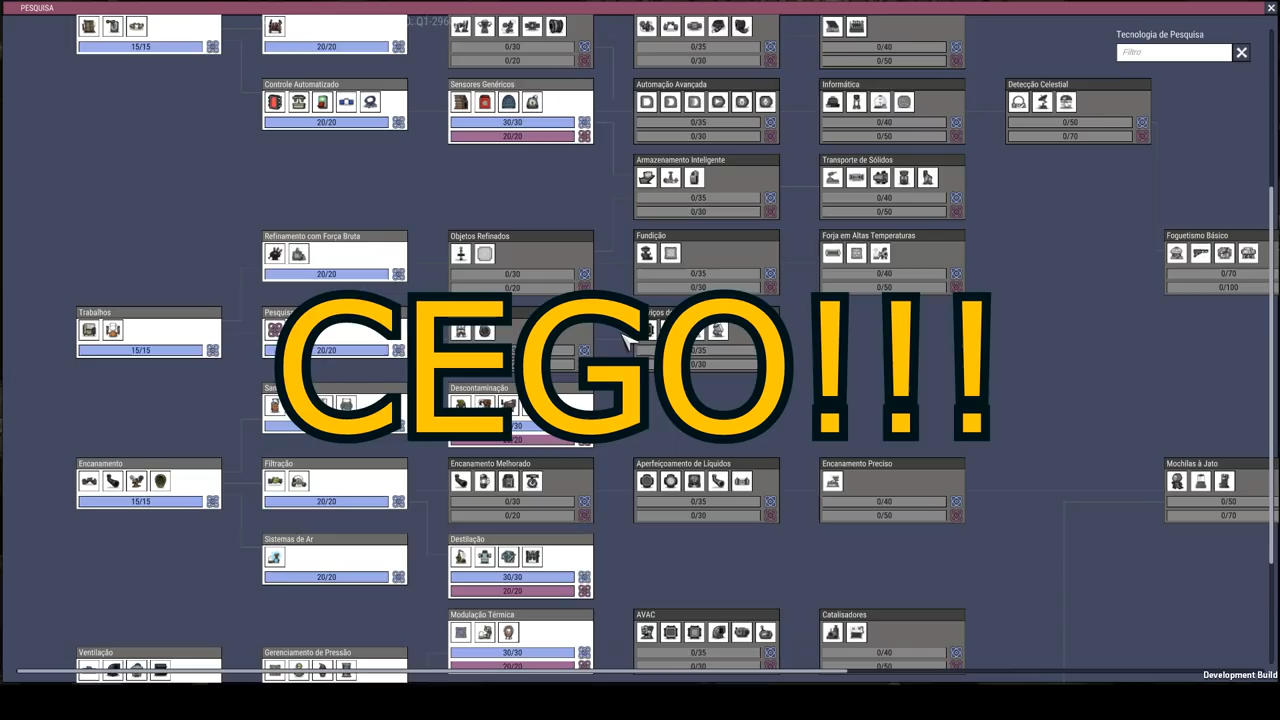 PESQUISA
Q1-296
Tecnologia de Pesquisa
Filtro
15/15
20/20
0/30
0/20
0/35
0/30
0/40
0/50
Controle Automatizado
20/20
Sensores Genéricos
30/30
20/20
Automação Avançada
0/35
0/30
Informática
0/40
0/50
Detecção Celestial
0/50
0/70
Armazenamento Inteligente
0/35
0/30
Transporte de Sólidos
0/40
0/50
Refinamento com Força Bruta
20/20
Objetos Refinados
0/30
0/20
Fundição
0/35
0/30
Forja em Altas Temperaturas
0/40
0/50
Foguetismo Básico
0/70
0/100
CEGO!!!
Trabalhos
15/15
20/20
0/35
0/30
Descontaminação
Encanamento
15/15
Filtração
20/20
Encanamento Melhorado
0/30
0/20
Aperfeiçoamento de Líquidos
0/35
0/30
Encanamento Preciso
0/40
0/50
Mochilas à Jato
0/50
0/70
Sistemas de Ar
20/20
Destilação
30/30
20/20
Modulação Térmica
30/30
20/20
AVAC
0/35
0/30
Catalisadores
0/40
0/50
Ventilação
Gerenciamento de Pressão
Development Build